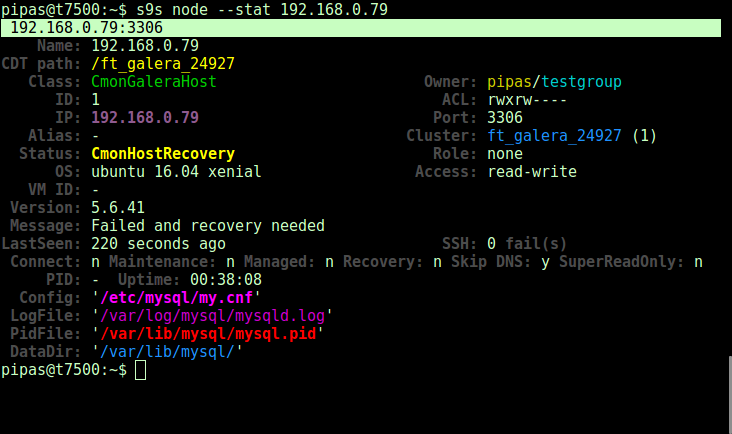 pipas@t7500:~$ s9s node --stat 192.168.0.79
192.168.0.79:3306
Name: 192.168.0.79
CDT path: /ft_galera_24927
Class: CmonGaleraHost Owner: pipas/testgroup
ID: 1 ACL: rwxrw----
IP: 192.168.0.79 Port: 3306
Alias: - Cluster: ft_galera_24927 (1)
Status: CmonHostRecovery Role: none
OS: ubuntu 16.04 xenial Access: read-write
VM ID: -
Version: 5.6.41
Message: Failed and recovery needed
LastSeen: 220 seconds ago SSH: 0 fail(s)
Connect: n Maintenance: n Managed: n Recovery: n Skip DNS: y SuperReadOnly: n
PID: - Uptime: 00:38:08
Config: '/etc/mysql/my.cnf'
LogFile: '/var/log/mysql/mysqld.log'
PidFile: '/var/lib/mysql/mysql.pid'
DataDir: '/var/lib/mysql/'
pipas@t7500:~$